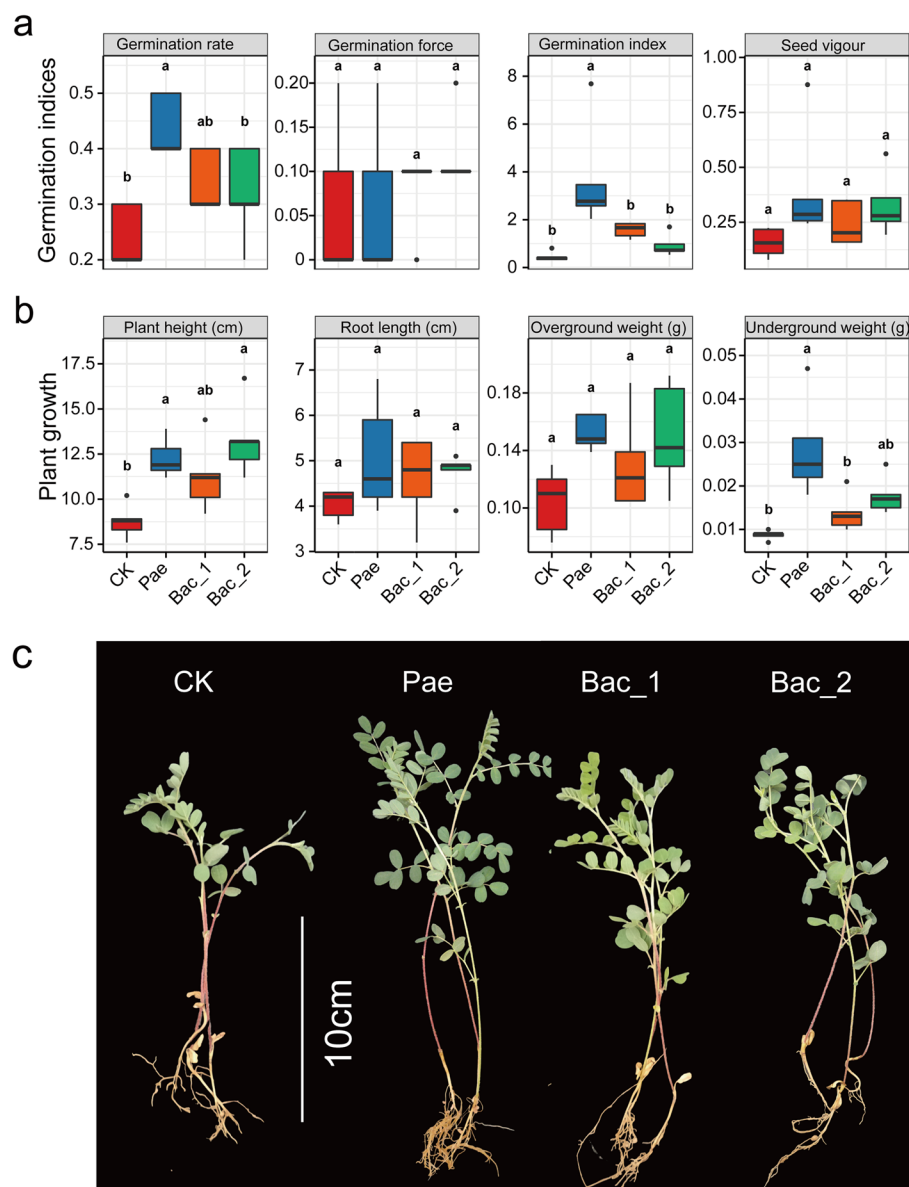 a
Germination rate
Germination force
Germination index
Seed vigour
Germination indices
0.5
0.4
0.3
0.2
b
a
ab
b
0.20
0.15
0.10
0.05
0
a
a
a
a
8
6
4
2
0
b
a
b
b
1.00
0.75
0.50
0.25
a
a
a
a
b
Plant height (cm)
Root length (cm)
Overground weight (g)
Underground weight (g)
Plant growth
17.5
15.0
12.5
10.0
7.5
b
a
ab
a
7
6
5
4
3
a
a
a
a
0.18
0.14
0.10
a
a
a
a
0.05
0.04
0.03
0.02
0.01
b
a
b
ab
CK
Pae
Bac_1
Bac_2
CK
Pae
Bac_1
Bac_2
CK
Pae
Bac_1
Bac_2
CK
Pae
Bac_1
Bac_2
c
CK
Pae
Bac_1
Bac_2
10cm